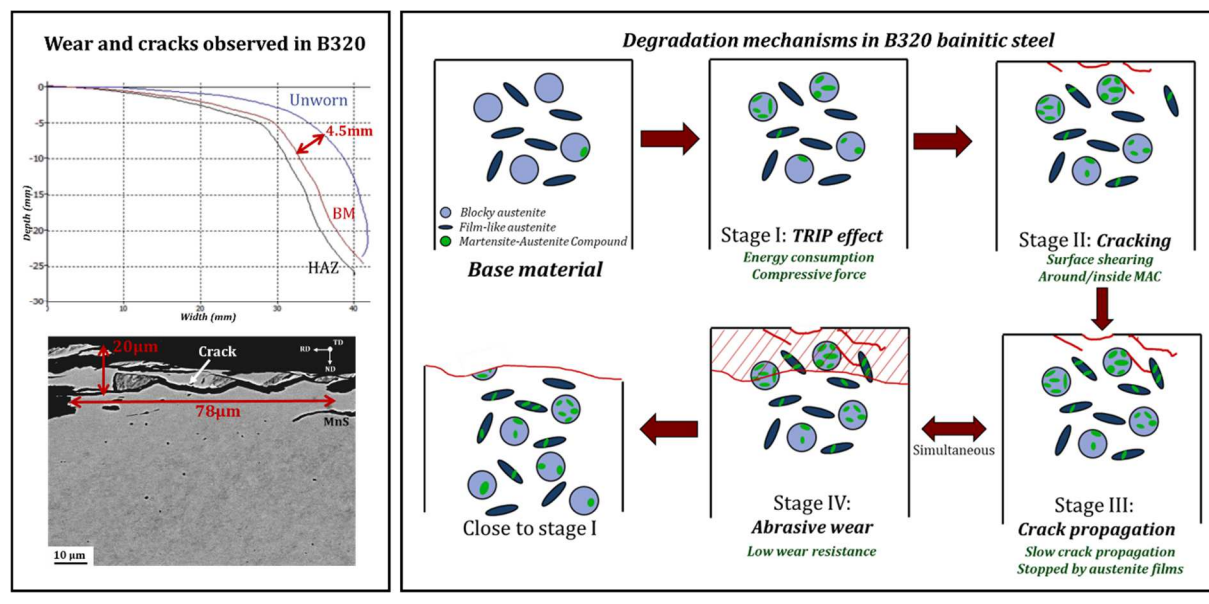 Wear and cracks observed in B320
0
-5
-10
-15
-20
-25
-30
Depth (mm)
Unworn
4.5mm
BM
HAZ
0
10
20
30
40
Width (mm)
20µm
Crack
RD
TD
ND
78µm
MnS
10 µm
Degradation mechanisms in B320 bainitic steel
Blocky austenite
Film-like austenite
Martensite-Austenite Compound
Base material
Stage I: TRIP effect
Energy consumption
Compressive force
Stage II: Cracking
Surface shearing
Around/inside MAC
Close to stage I
Stage IV:
Abrasive wear
Low wear resistance
Simultaneous
Stage III:
Crack propagation
Slow crack propagation
Stopped by austenite films